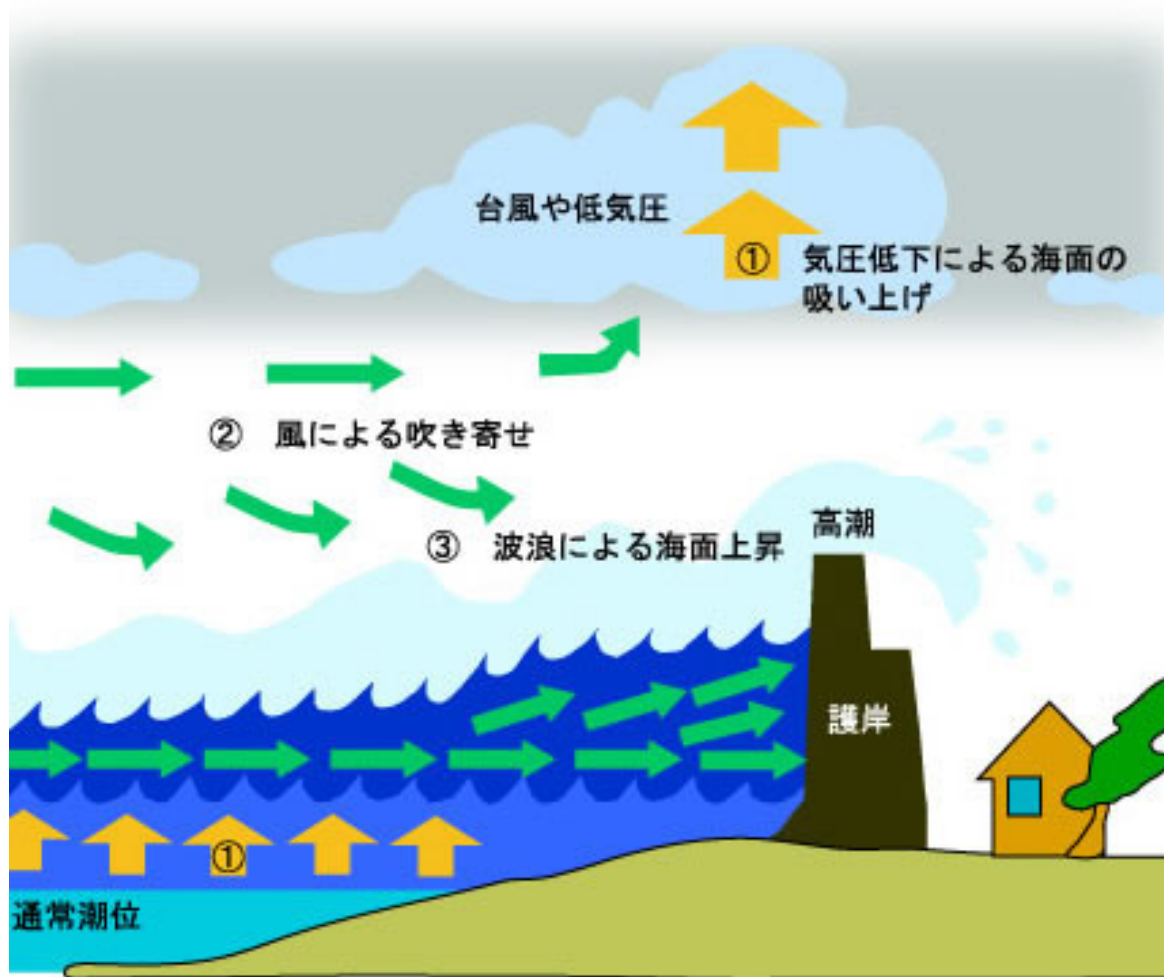 台風や低気圧
① 気圧低下による海面の
吸い上げ
② 風による吹き寄せ
③ 波浪による海面上昇
高潮
護岸
①
通常潮位